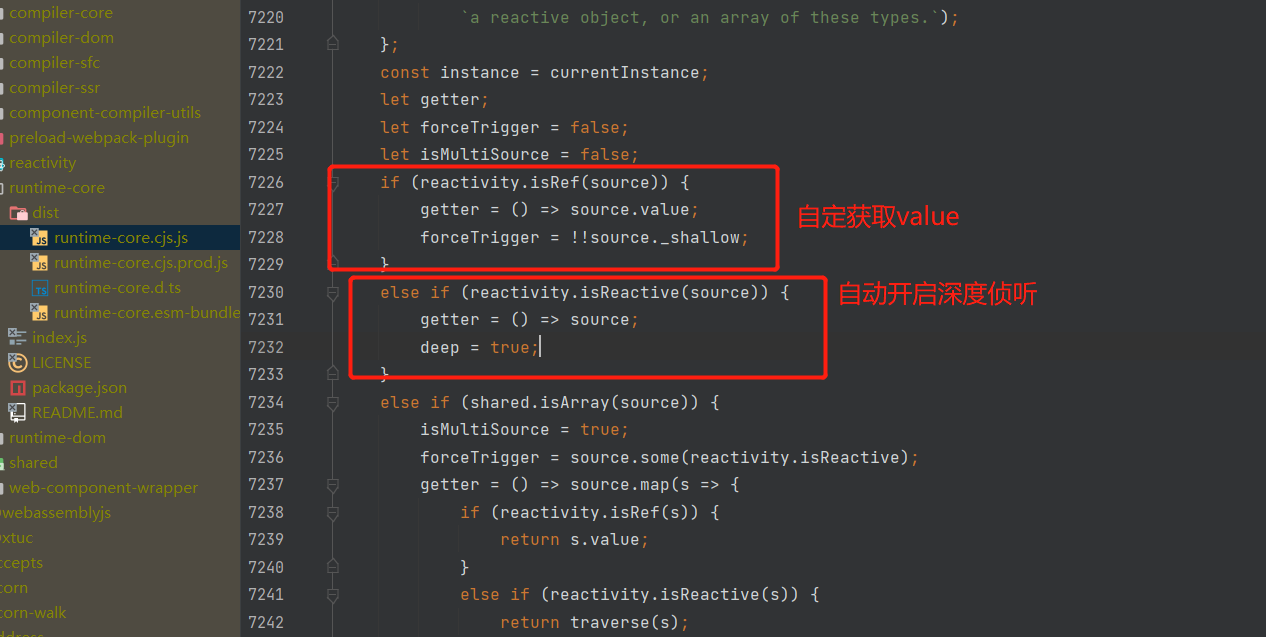 compiler-core
compiler-dom
compiler-sfc
compiler-ssr
component-compiler-utils
preload-webpack-plugin
reactivity
runtime-core
dist
runtime-core.cjs.js
runtime-core.cjs.prod.js
runtime-core.d.ts
runtime-core.esm-bundle
index.js
LICENSE
package.json
README.md
runtime-dom
shared
web-component-wrapper
webassemblyjs
xtuc
ccepts
corn
corn-walk
7220 `a reactive object, or an array of these types.`);
7221 };
7222 const instance = currentInstance;
7223 let getter;
7224 let forceTrigger = false;
7225 let isMultiSource = false;
7226 if (reactivity.isRef(source)) {
7227 getter = () => source.value;
7228 forceTrigger = !!source._shallow;
7229 }
7230 else if (reactivity.isReactive(source)) {
7231 getter = () => source;
7232 deep = true;
7233 }
7234 else if (shared.isArray(source)) {
7235 isMultiSource = true;
7236 forceTrigger = source.some(reactivity.isReactive);
7237 getter = () => source.map(s => {
7238 if (reactivity.isRef(s)) {
7239 return s.value;
7240 }
7241 else if (reactivity.isReactive(s)) {
7242 return traverse(s);
自定获取value
自动开启深度侦听